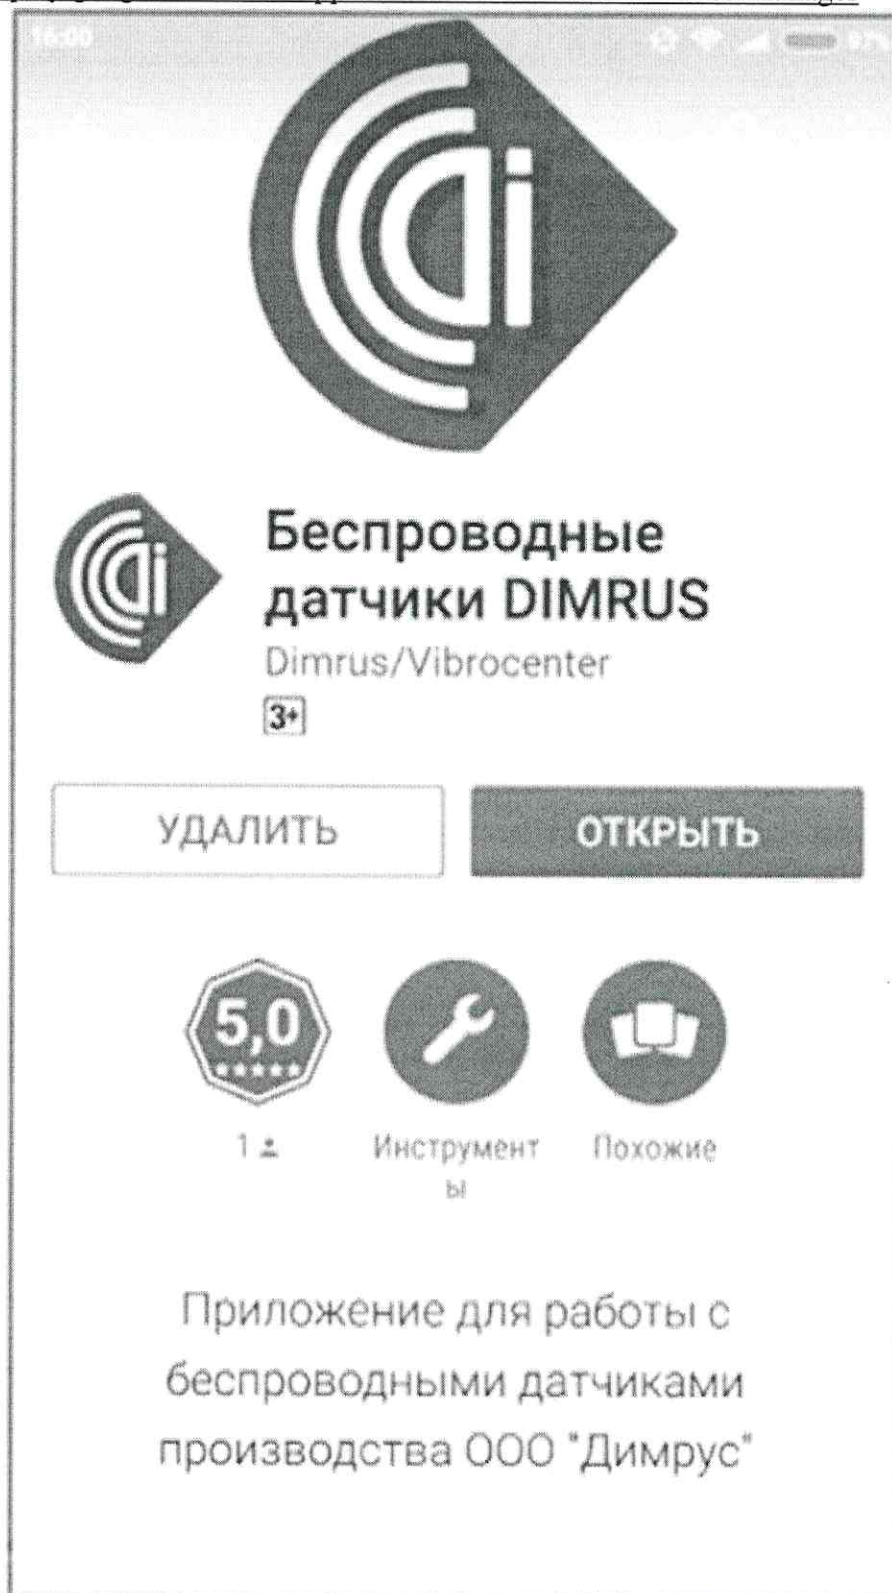 16:00
di
Беспроводные
датчики DIMRUS
Dimrus/Vibrocenter
3+
УДАЛИТЬ
ОТКРЫТЬ
5,0
1
Инструмент
ы
Похожие
Приложение для работы с
беспроводными датчиками
производства ООО "Димрус"